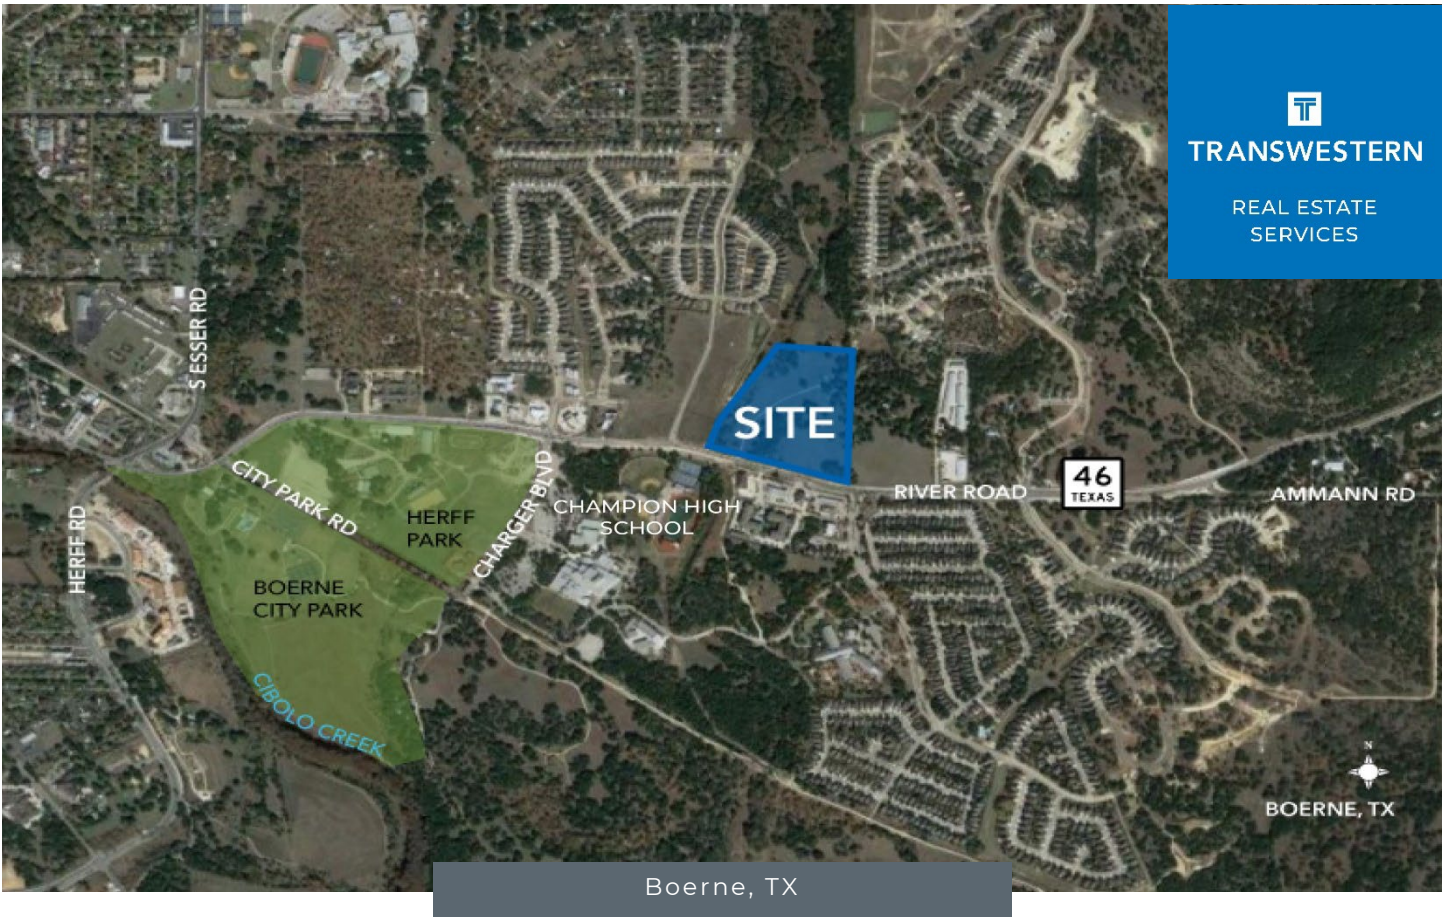 TRANSWESTERN
REAL ESTATE
SERVICES
S ESSER RD
SITE
CITY PARK RD
HERFF
PARK
CHARGER BLVD
CHAMPION HIGH
SCHOOL
RIVER ROAD
46
TEXAS
AMMANN RD
HERFF RD
BOERNE
CITY PARK
CIBOLO CREEK
N
BOERNE, TX
Boerne, TX